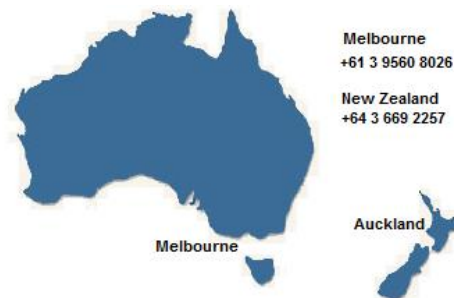 Melbourne
+61 3 9560 8026
New Zealand
+64 3 669 2257
Auckland
Melbourne